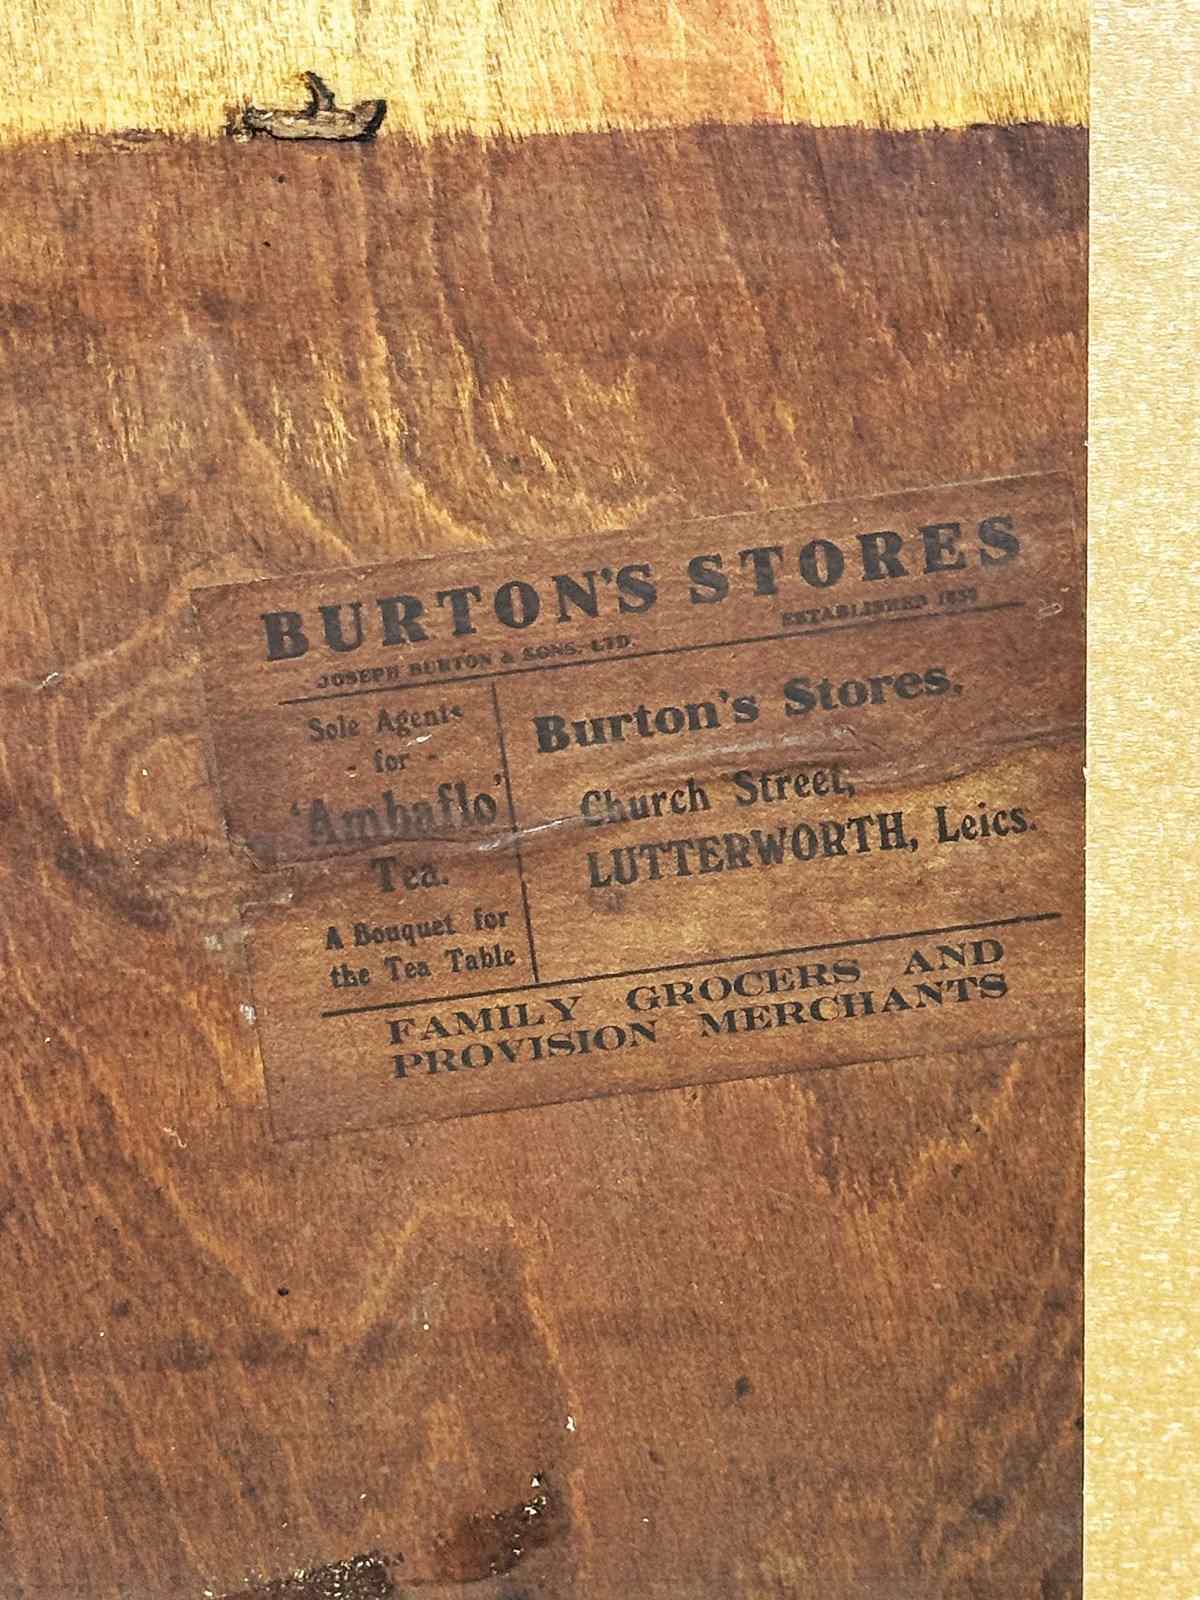 BURTON'S STORES
JOSEPH BURTON & SONS. LTD. ESTABLISHED
Sole Agents
- for -
'Ambaflo'
Tea.
A Bouquet for
the Tea Table
Burton's Stores.
Church Street,
LUTTERWORTH, Leics.
FAMILY GROCERS AND
PROVISION MERCHANTS